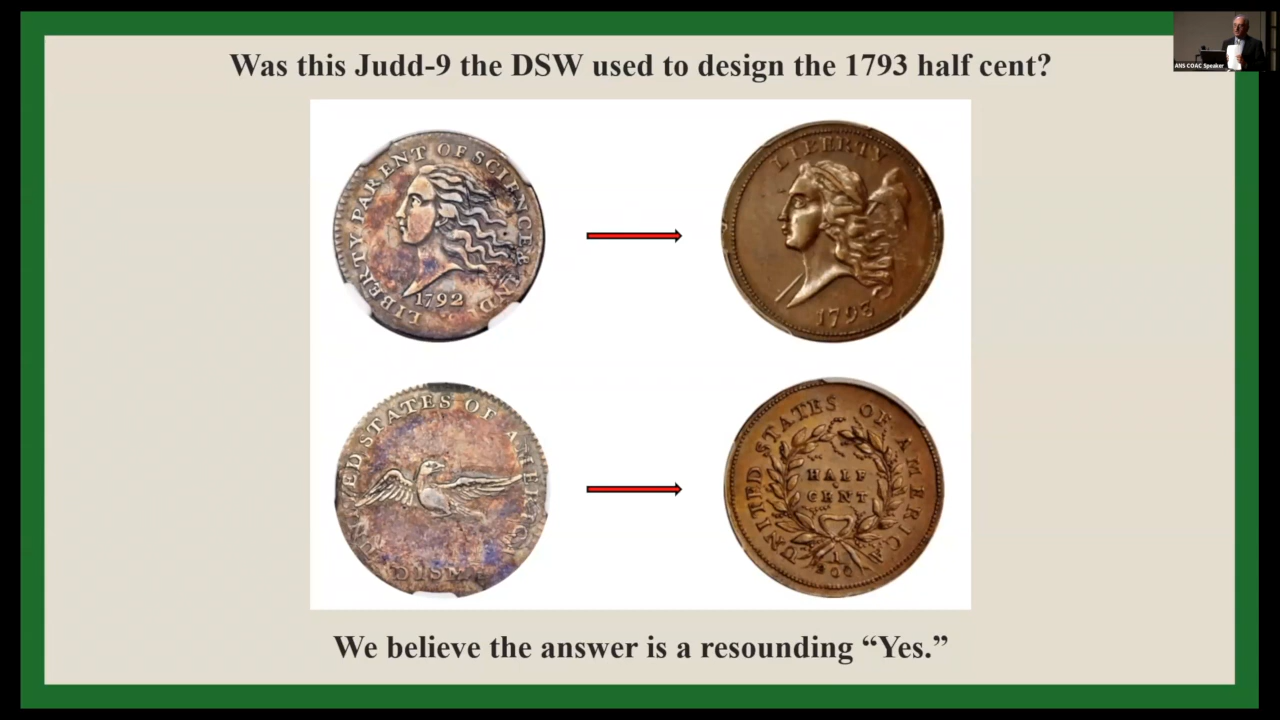 Was this Judd-9 the DSW used to design the 1793 half cent?
ANS COAC Speaker
LIBERTY PARENT OF SCIENCE & INDUS.
1792
LIBERTY
1793
UNITED STATES OF AMERICA
DISME
UNITED STATES OF AMERICA
HALF
CENT
1
200
We believe the answer is a resounding “Yes.”